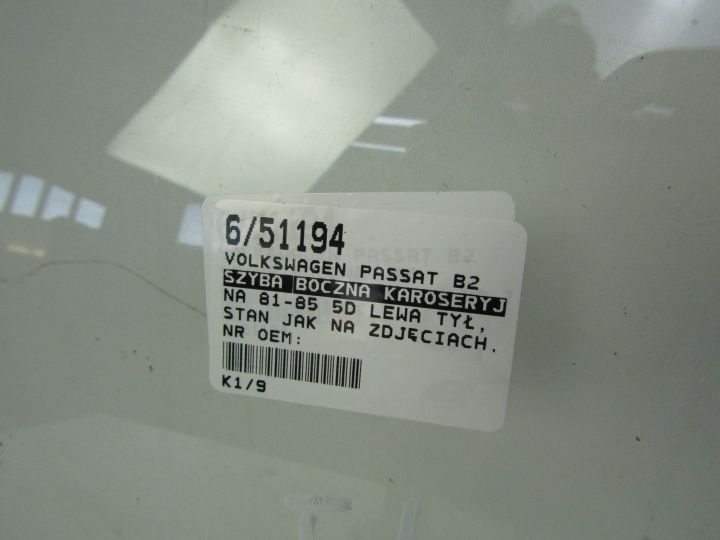 6/51194
VOLKSWAGEN PASSAT B2
SZYBA BOCZNA KAROSERYJ
NA 81-85 5D LEWA TYŁ,
STAN JAK NA ZDJĘCIACH.
NR OEM:
K1/9